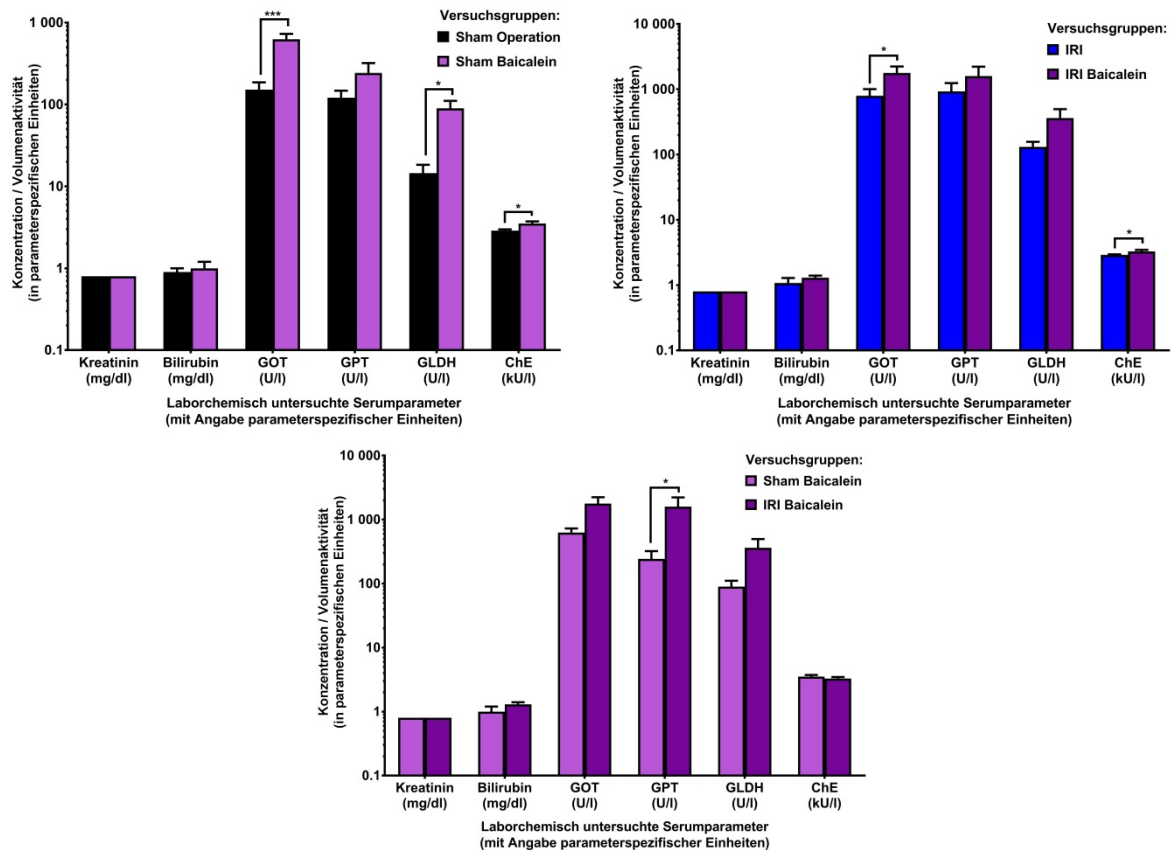 Konzentration / Volumenaktivität
(in parameterspezifischen Einheiten)
1 000
100
10
1
0.1
***
*
*
Versuchsgruppen:
Sham Operation
Sham Baicalein
Kreatinin
(mg/dl)
Bilirubin
(mg/dl)
GOT
(U/l)
GPT
(U/l)
GLDH
(U/l)
ChE
(kU/l)
Laborchemisch untersuchte Serumparameter
(mit Angabe parameterspezifischer Einheiten)
Konzentration / Volumenaktivität
(in parameterspezifischen Einheiten)
10 000
1 000
100
10
1
0.1
*
*
Versuchsgruppen:
IRI
IRI Baicalein
Kreatinin
(mg/dl)
Bilirubin
(mg/dl)
GOT
(U/l)
GPT
(U/l)
GLDH
(U/l)
ChE
(kU/l)
Laborchemisch untersuchte Serumparameter
(mit Angabe parameterspezifischer Einheiten)
Konzentration / Volumenaktivität
(in parameterspezifischen Einheiten)
10 000
1 000
100
10
1
0.1
*
Versuchsgruppen:
Sham Baicalein
IRI Baicalein
Kreatinin
(mg/dl)
Bilirubin
(mg/dl)
GOT
(U/l)
GPT
(U/l)
GLDH
(U/l)
ChE
(kU/l)
Laborchemisch untersuchte Serumparameter
(mit Angabe parameterspezifischer Einheiten)